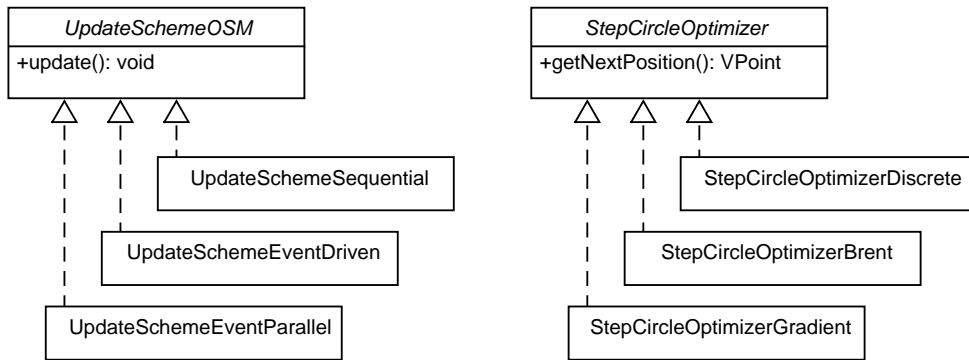 UpdateSchemeOSM
+update(): void
UpdateSchemeSequential
UpdateSchemeEventDriven
UpdateSchemeEventParallel
StepCircleOptimizer
+getNextPosition(): VPoint
StepCircleOptimizerDiscrete
StepCircleOptimizerBrent
StepCircleOptimizerGradient